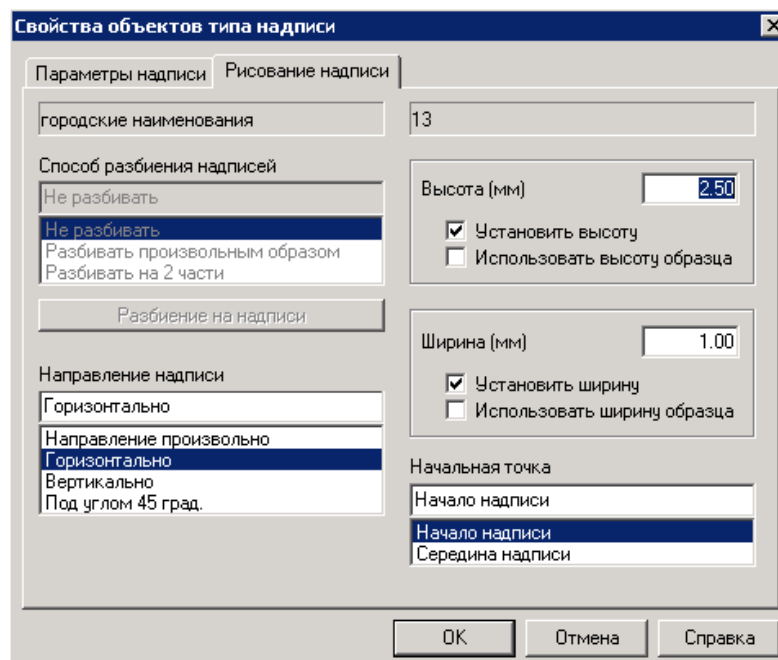 Свойства объектов типа надписи
Параметры надписи
Рисование надписи
городские наименования
13
Способ разбиения надписей
Не разбивать
Не разбивать
Разбивать произвольным образом
Разбивать на 2 части
Разбиение на надписи
Направление надписи
Горизонтально
Направление произвольно
Горизонтально
Вертикально
Под углом 45 град.
Высота (мм)
2.50
Установить высоту
Использовать высоту образца
Ширина (мм)
1.00
Установить ширину
Использовать ширину образца
Начальная точка
Начало надписи
Начало надписи
Середина надписи
OK
Отмена
Справка